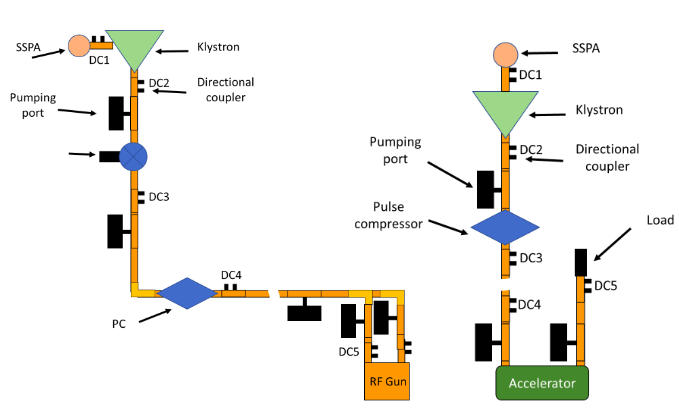 SSPA
DC1
Klystron
DC2
Directional
coupler
Pumping
port
DC3
DC4
PC
DC5
RF Gun
SSPA
DC1
Klystron
DC2
Directional
coupler
Pumping
port
Pulse
compressor
Load
DC3
DC5
DC4
Accelerator